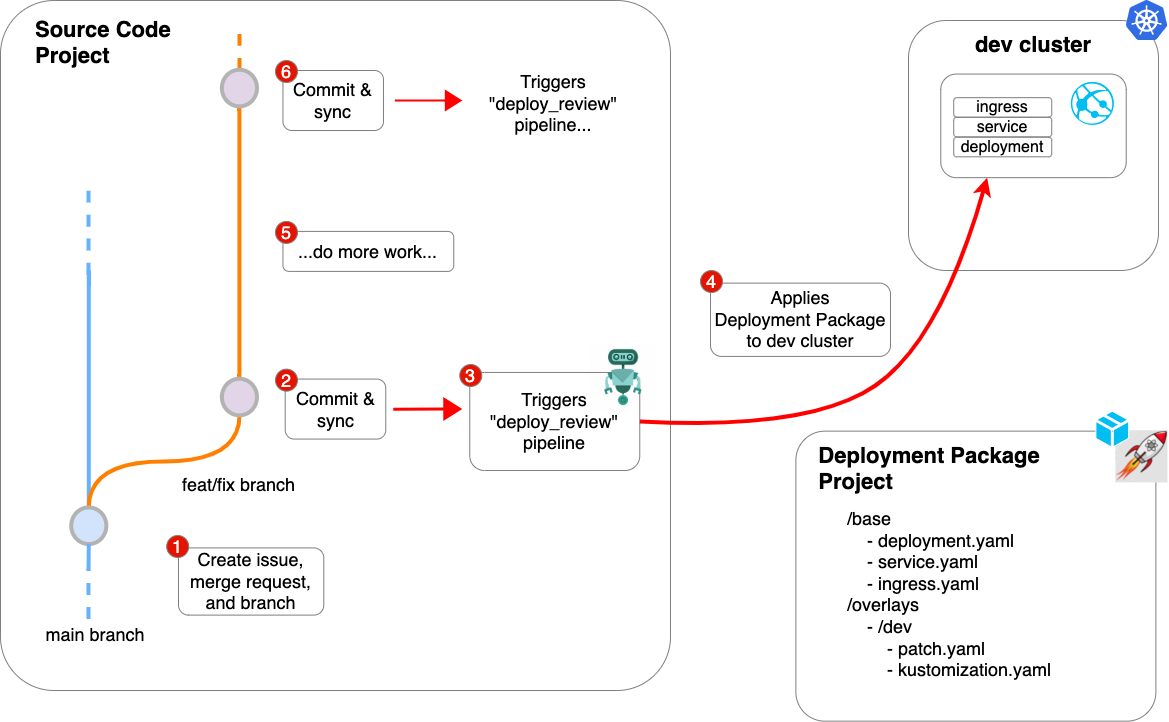 Source Code
Project
6
Commit &
sync
Triggers
"deploy_review"
pipeline...
5
...do more work...
2
Commit &
sync
3
Triggers
"deploy_review"
pipeline
feat/fix branch
1
Create issue,
merge request,
and branch
main branch
4
Applies
Deployment Package
to dev cluster
dev cluster
ingress
service
deployment
Deployment Package
Project
/base
- deployment.yaml
- service.yaml
- ingress.yaml
/overlays
- /dev
- patch.yaml
- kustomization.yaml